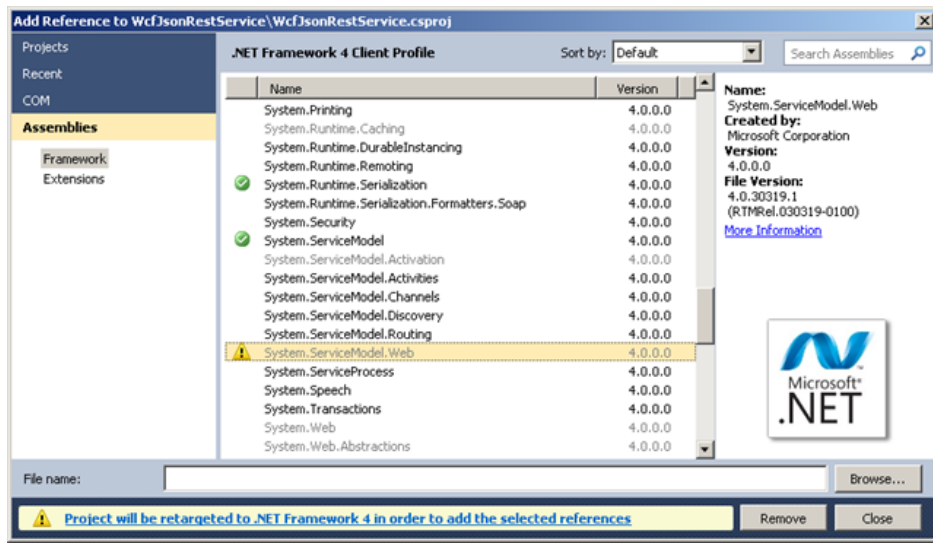 Add Reference to WcfJsonRestService\WcfJsonRestService.csproj
Projects
Recent
COM
Assemblies
Framework
Extensions
.NET Framework 4 Client Profile
Sort by: Default
Search Assemblies
Name Version
System.Printing 4.0.0.0
System.Runtime.Caching 4.0.0.0
System.Runtime.DurableInstancing 4.0.0.0
System.Runtime.Remoting 4.0.0.0
System.Runtime.Serialization 4.0.0.0
System.Runtime.Serialization.Formatters.Soap 4.0.0.0
System.Security 4.0.0.0
System.ServiceModel 4.0.0.0
System.ServiceModel.Activation 4.0.0.0
System.ServiceModel.Activities 4.0.0.0
System.ServiceModel.Channels 4.0.0.0
System.ServiceModel.Discovery 4.0.0.0
System.ServiceModel.Routing 4.0.0.0
System.ServiceModel.Web 4.0.0.0
System.ServiceProcess 4.0.0.0
System.Speech 4.0.0.0
System.Transactions 4.0.0.0
System.Web 4.0.0.0
System.Web.Abstractions 4.0.0.0
Name:
System.ServiceModel.Web
Created by:
Microsoft Corporation
Version:
4.0.0.0
File Version:
4.0.30319.1
(RTMRel.030319-0100)
More Information
Microsoft®
.NET
File name:
Browse...
Project will be retargeted to .NET Framework 4 in order to add the selected references
Remove
Close